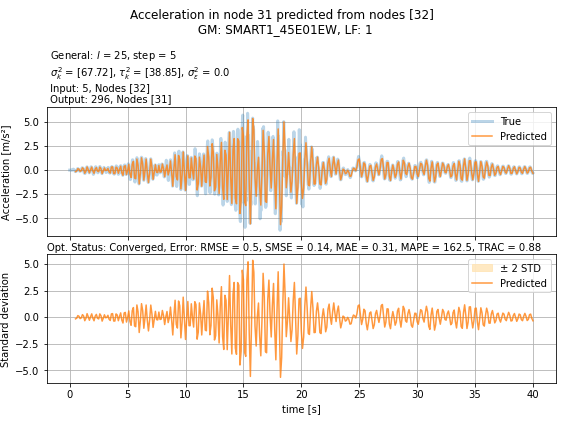 Acceleration in node 31 predicted from nodes [32]
GM: SMART1_45E01EW, LF: 1
General: l = 25, step = 5
σ²ₖ = [67.72], τ²ₖ = [38.85], σ²ε = 0.0
Input: 5, Nodes [32]
Output: 296, Nodes [31]
True
Predicted
Acceleration [m/s²]
5.0
2.5
0.0
−2.5
−5.0
Opt. Status: Converged, Error: RMSE = 0.5, SMSE = 0.14, MAE = 0.31, MAPE = 162.5, TRAC = 0.88
± 2 STD
Predicted
Standard deviation
5.0
2.5
0.0
−2.5
−5.0
0 5 10 15 20 25 30 35 40
time [s]